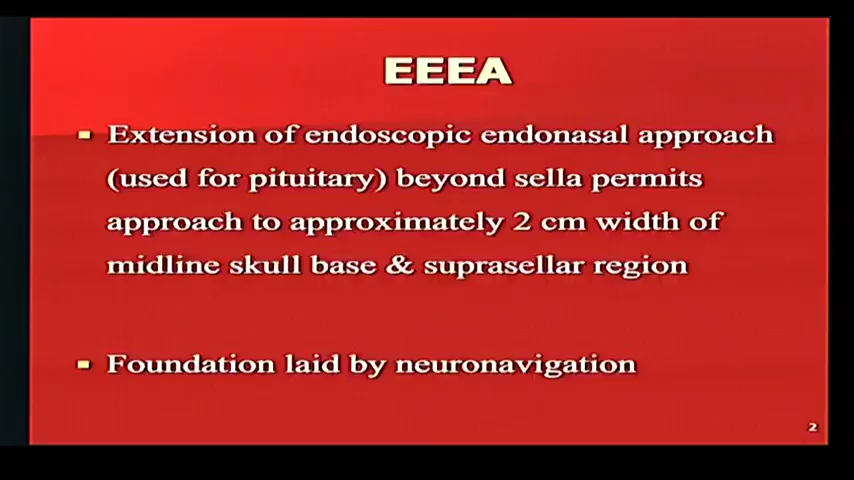 EEEA
Extension of endoscopic endonasal approach
(used for pituitary) beyond sella permits
approach to approximately 2 cm width of
midline skull base & suprasellar region
Foundation laid by neuronavigation
2